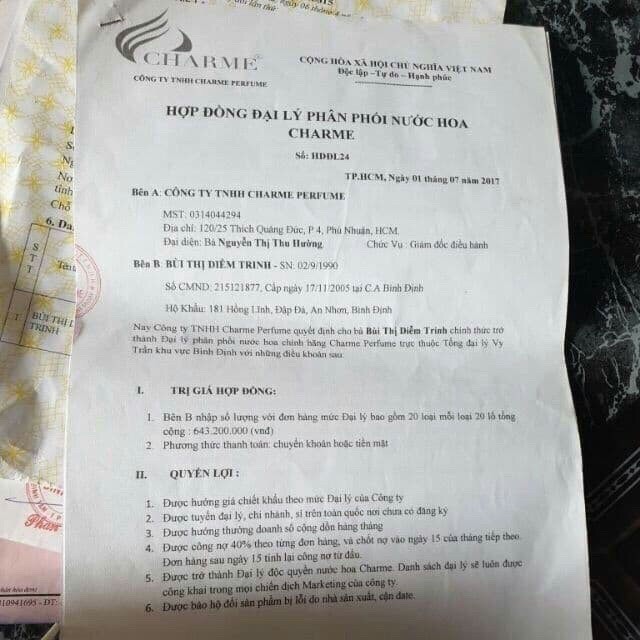 CHARME
CÔNG TY TNHH CHARME PERFUME
CỘNG HÒA XÃ HỘI CHỦ NGHĨA VIỆT NAM
Độc lập –Tự do – Hạnh phúc
HỢP ĐỒNG ĐẠI LÝ PHÂN PHỐI NƯỚC HOA
CHARME
Số: HDĐL24
TP.HCM, Ngày 01 tháng 07 năm 2017
Bên A: CÔNG TY TNHH CHARME PERFUME
MST: 0314044294
Địa chỉ: 120/25 Thích Quảng Đức, P 4, Phú Nhuận, HCM.
Đại diện: Bà Nguyễn Thị Thu Hường Chức Vụ : Giám đốc điều hành
Bên B: BÙI THỊ DIỄM TRINH - SN: 02/9/1990
Số CMND: 215121877, Cấp ngày 17/11/2005 tại C.A Bình Định
Hộ Khẩu: 181 Hồng Lĩnh, Đập Đá, An Nhơn, Bình Định
Nay Công ty TNHH Charme Perfume quyết định cho bà Bùi Thị Diễm Trinh chính thức trở
thành Đại lý phân phối nước hoa chính hãng Charme Perfume trực thuộc Tổng đại lý Vy
Trần khu vực Bình Định với những điều khoản sau:
I. TRỊ GIÁ HỢP ĐỒNG:
1. Bên B nhập số lượng với đơn hàng mức Đại lý bao gồm 20 loại mỗi loại 20 lô tổng
cộng : 643.200.000 (vnđ)
2. Phương thức thanh toán: chuyển khoản hoặc tiền mặt
II. QUYỀN LỢI :
1. Được hưởng giá chiết khấu theo mức Đại lý của Công ty
2. Được tuyển đại lý, chi nhánh, sỉ trên toàn quốc nơi chưa có đăng ký
3. Được hưởng thưởng doanh số cộng dồn hàng tháng
4. Được công nợ 40% theo từng đơn hàng, và chốt nợ vào ngày 15 của tháng tiếp theo.
Đơn hàng sau ngày 15 tính lại công nợ từ đầu.
5. Được trở thành Đại lý độc quyền nước hoa Charme. Danh sách đại lý sẽ luôn được
công khai trong mọi chiến dịch Marketing của công ty.
6. Được bảo hộ đổi sản phẩm bị lỗi do nhà sản xuất, cận date.
S
T
T
1 BÙI THỊ
TRINH
Phan
0310941695 - ĐT: